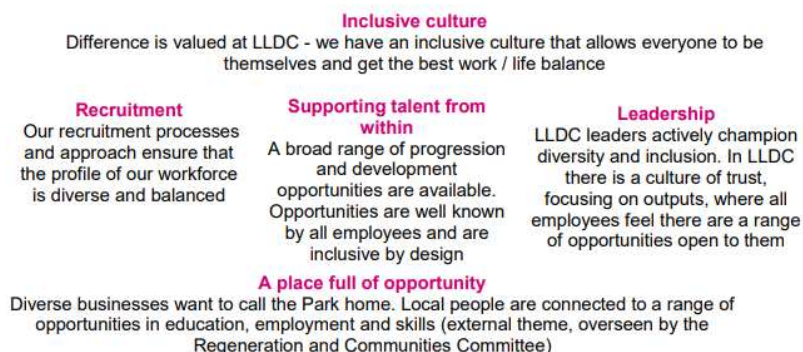 Inclusive culture
Difference is valued at LLDC - we have an inclusive culture that allows everyone to be
themselves and get the best work / life balance
Recruitment
Our recruitment processes
and approach ensure that
the profile of our workforce
is diverse and balanced
Supporting talent from
within
A broad range of progression
and development
opportunities are available.
Opportunities are well known
by all employees and are
inclusive by design
Leadership
LLDC leaders actively champion
diversity and inclusion. In LLDC
there is a culture of trust,
focusing on outputs, where all
employees feel there are a range
of opportunities open to them
A place full of opportunity
Diverse businesses want to call the Park home. Local people are connected to a range of
opportunities in education, employment and skills (external theme, overseen by the
Regeneration and Communities Committee)